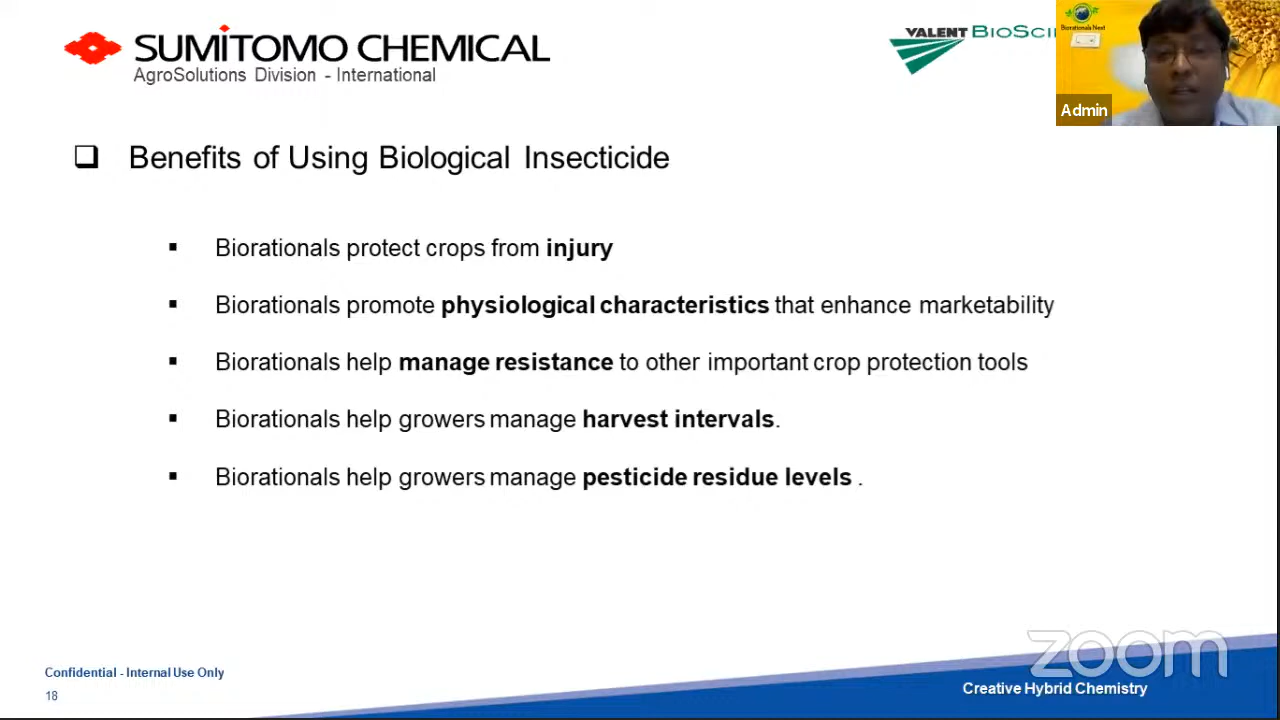 SUMITOMO CHEMICAL
AgroSolutions Division - International
VALENT BIOSCI
Biorationals Next
Admin
❑ Benefits of Using Biological Insecticide
▪ Biorationals protect crops from injury
▪ Biorationals promote physiological characteristics that enhance marketability
▪ Biorationals help manage resistance to other important crop protection tools
▪ Biorationals help growers manage harvest intervals.
▪ Biorationals help growers manage pesticide residue levels .
zoom
Confidential - Internal Use Only
18
Creative Hybrid Chemistry